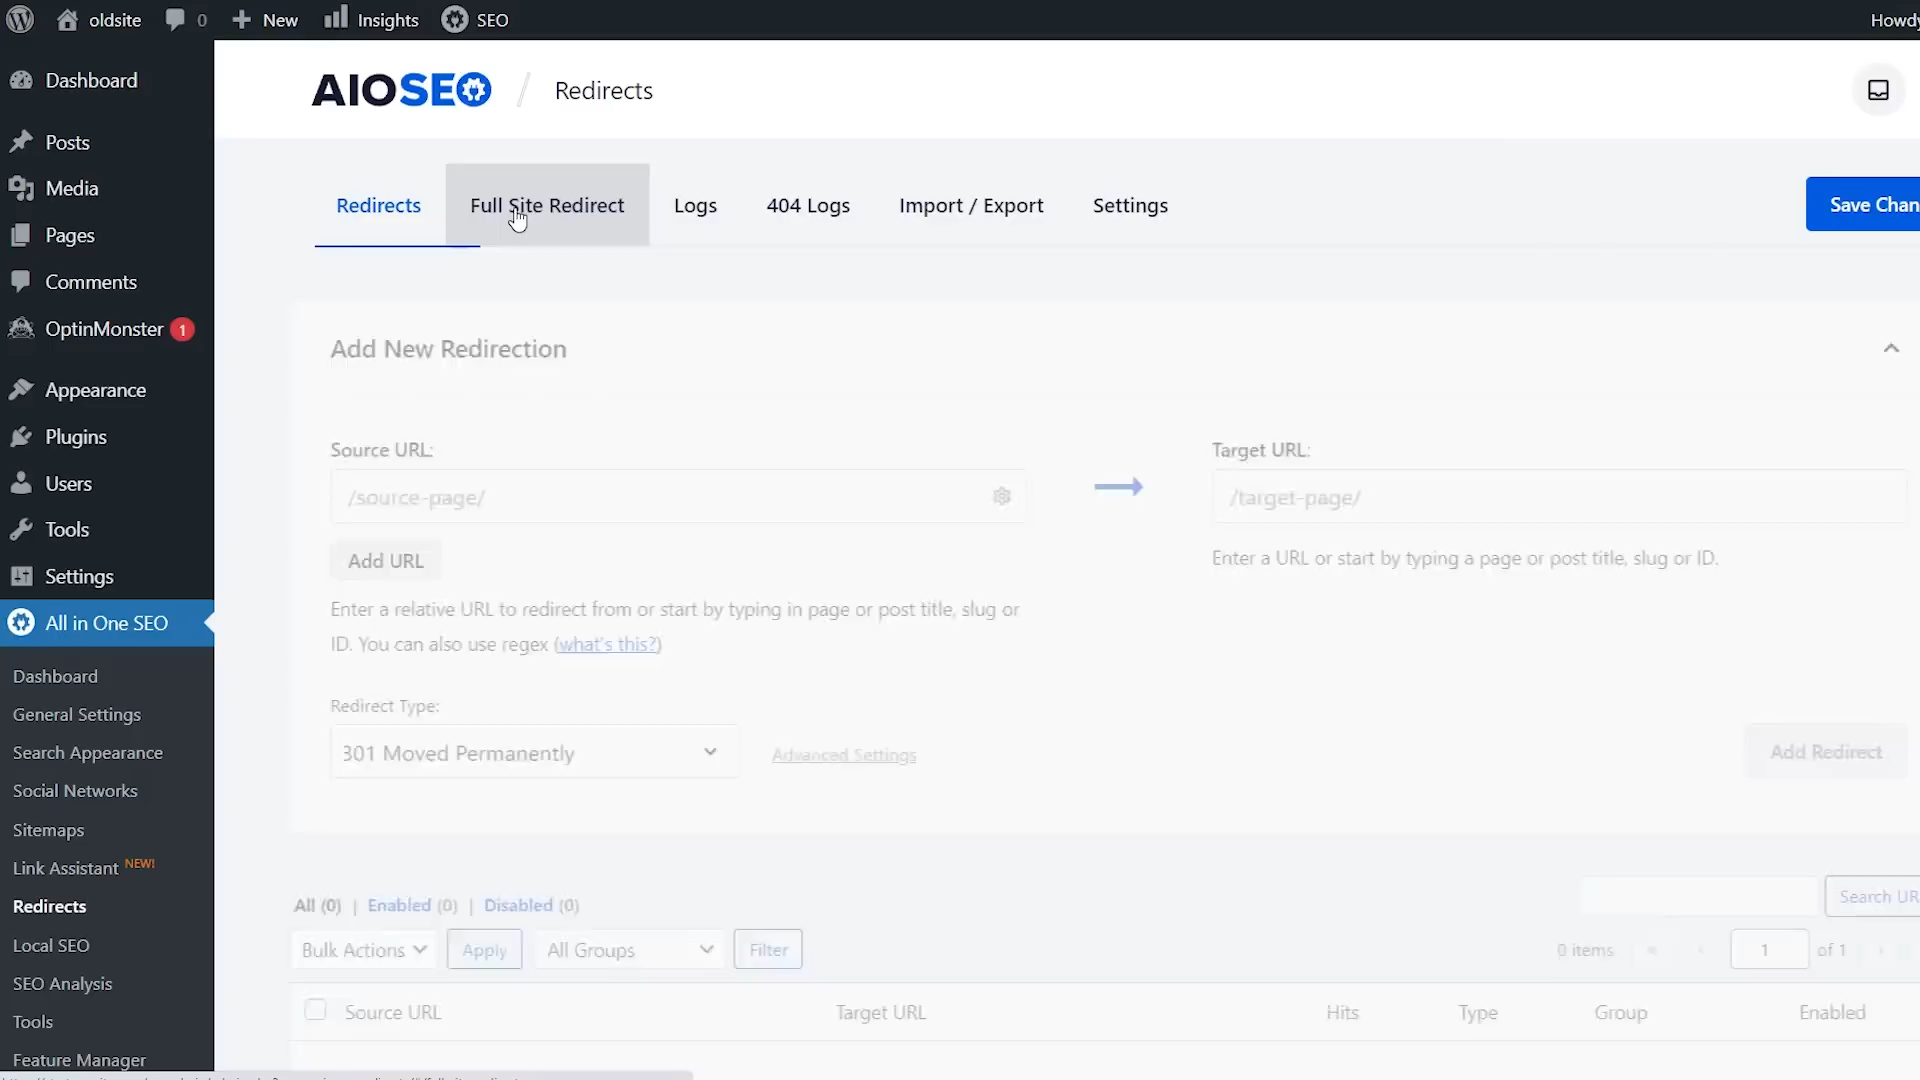 oldsite 0 New Insights SEO Howdy
Dashboard
Posts
Media
Pages
Comments
OptinMonster 1
Appearance
Plugins
Users
Tools
Settings
All in One SEO
Dashboard
General Settings
Search Appearance
Social Networks
Sitemaps
Link Assistant NEW!
Redirects
Local SEO
SEO Analysis
Tools
Feature Manager
AIOSEO / Redirects
Redirects Full Site Redirect Logs 404 Logs Import / Export Settings Save Chan
Add New Redirection
Source URL: Target URL:
/source-page/ /target-page/
Add URL
Enter a URL or start by typing a page or post title, slug or ID.
Enter a relative URL to redirect from or start by typing in page or post title, slug or
ID. You can also use regex (what's this?)
Redirect Type:
301 Moved Permanently Advanced Settings Add Redirect
All (0) | Enabled (0) | Disabled (0) Search UR
Bulk Actions Apply All Groups Filter 0 items « ‹ 1 of 1 ›
Source URL Target URL Hits Type Group Enabled